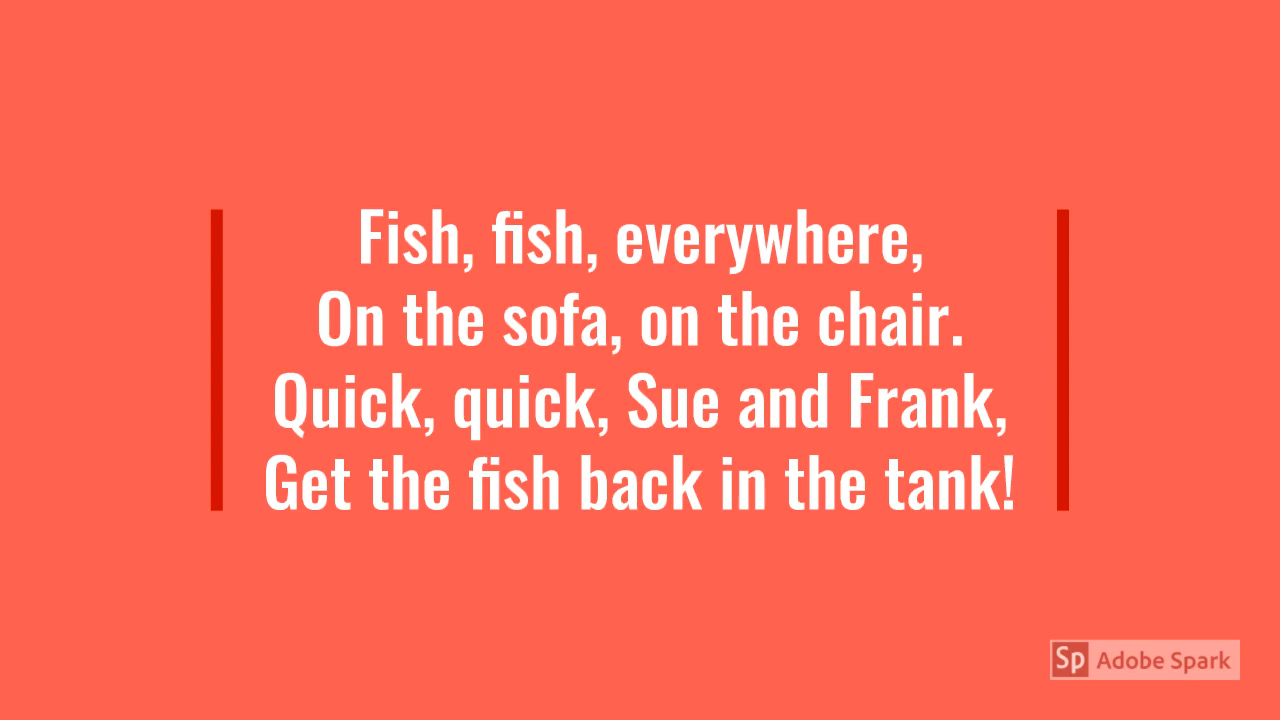 Fish, fish, everywhere,
On the sofa, on the chair.
Quick, quick, Sue and Frank,
Get the fish back in the tank!
Sp Adobe Spark